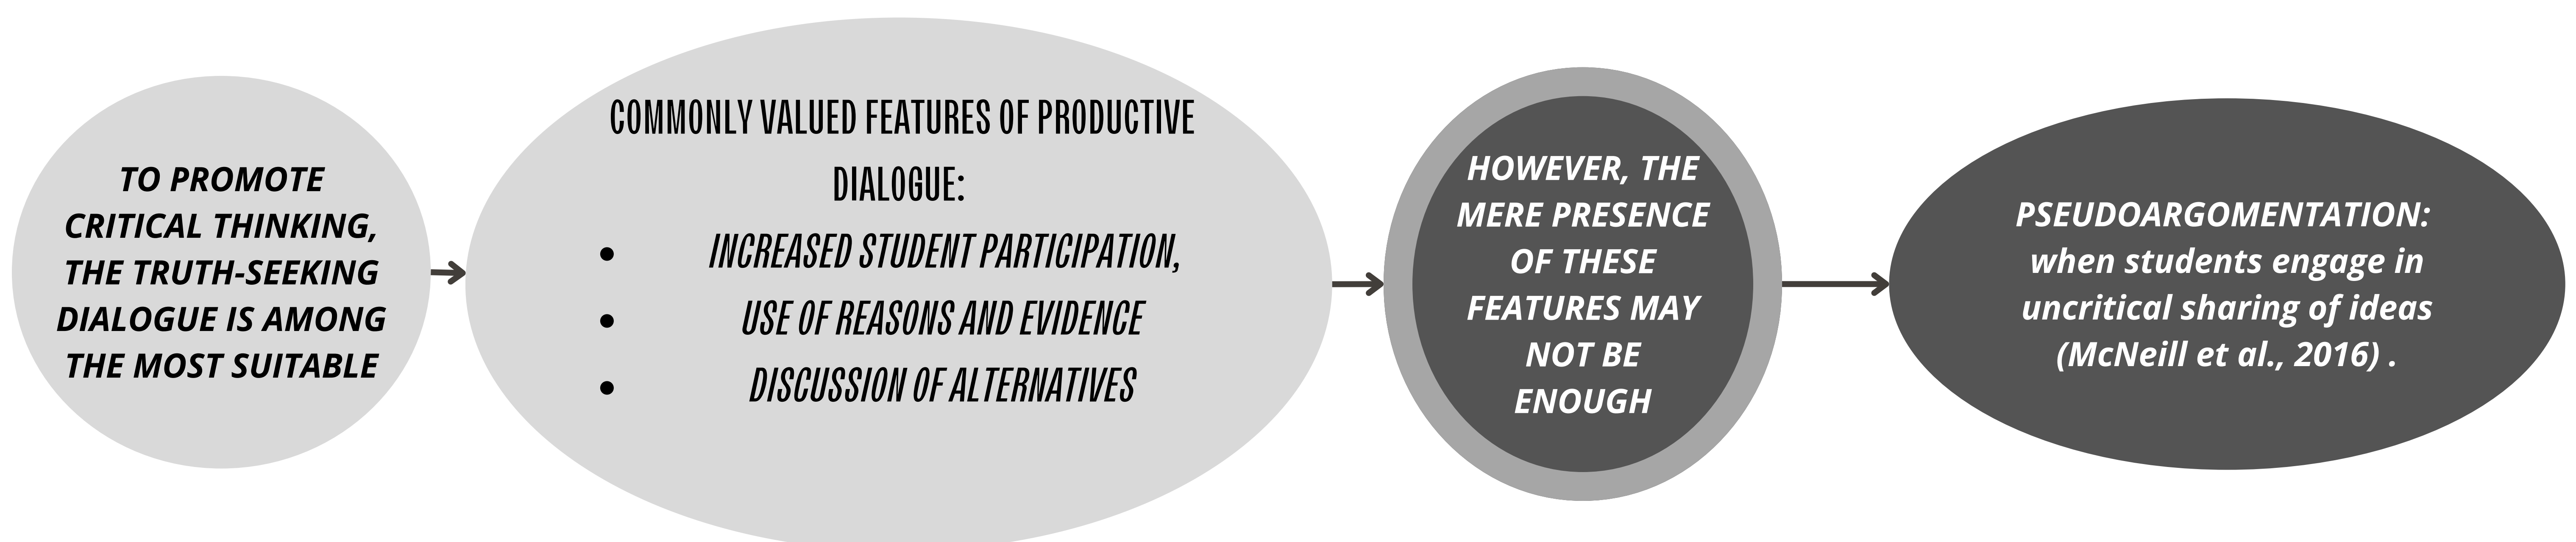 TO PROMOTE
CRITICAL THINKING,
THE TRUTH-SEEKING
DIALOGUE IS AMONG
THE MOST SUITABLE
COMMONLY VALUED FEATURES OF PRODUCTIVE
DIALOGUE:
• INCREASED STUDENT PARTICIPATION,
• USE OF REASONS AND EVIDENCE
• DISCUSSION OF ALTERNATIVES
HOWEVER, THE
MERE PRESENCE
OF THESE
FEATURES MAY
NOT BE
ENOUGH
PSEUDOARGOMENTATION:
when students engage in
uncritical sharing of ideas
(McNeill et al., 2016) .